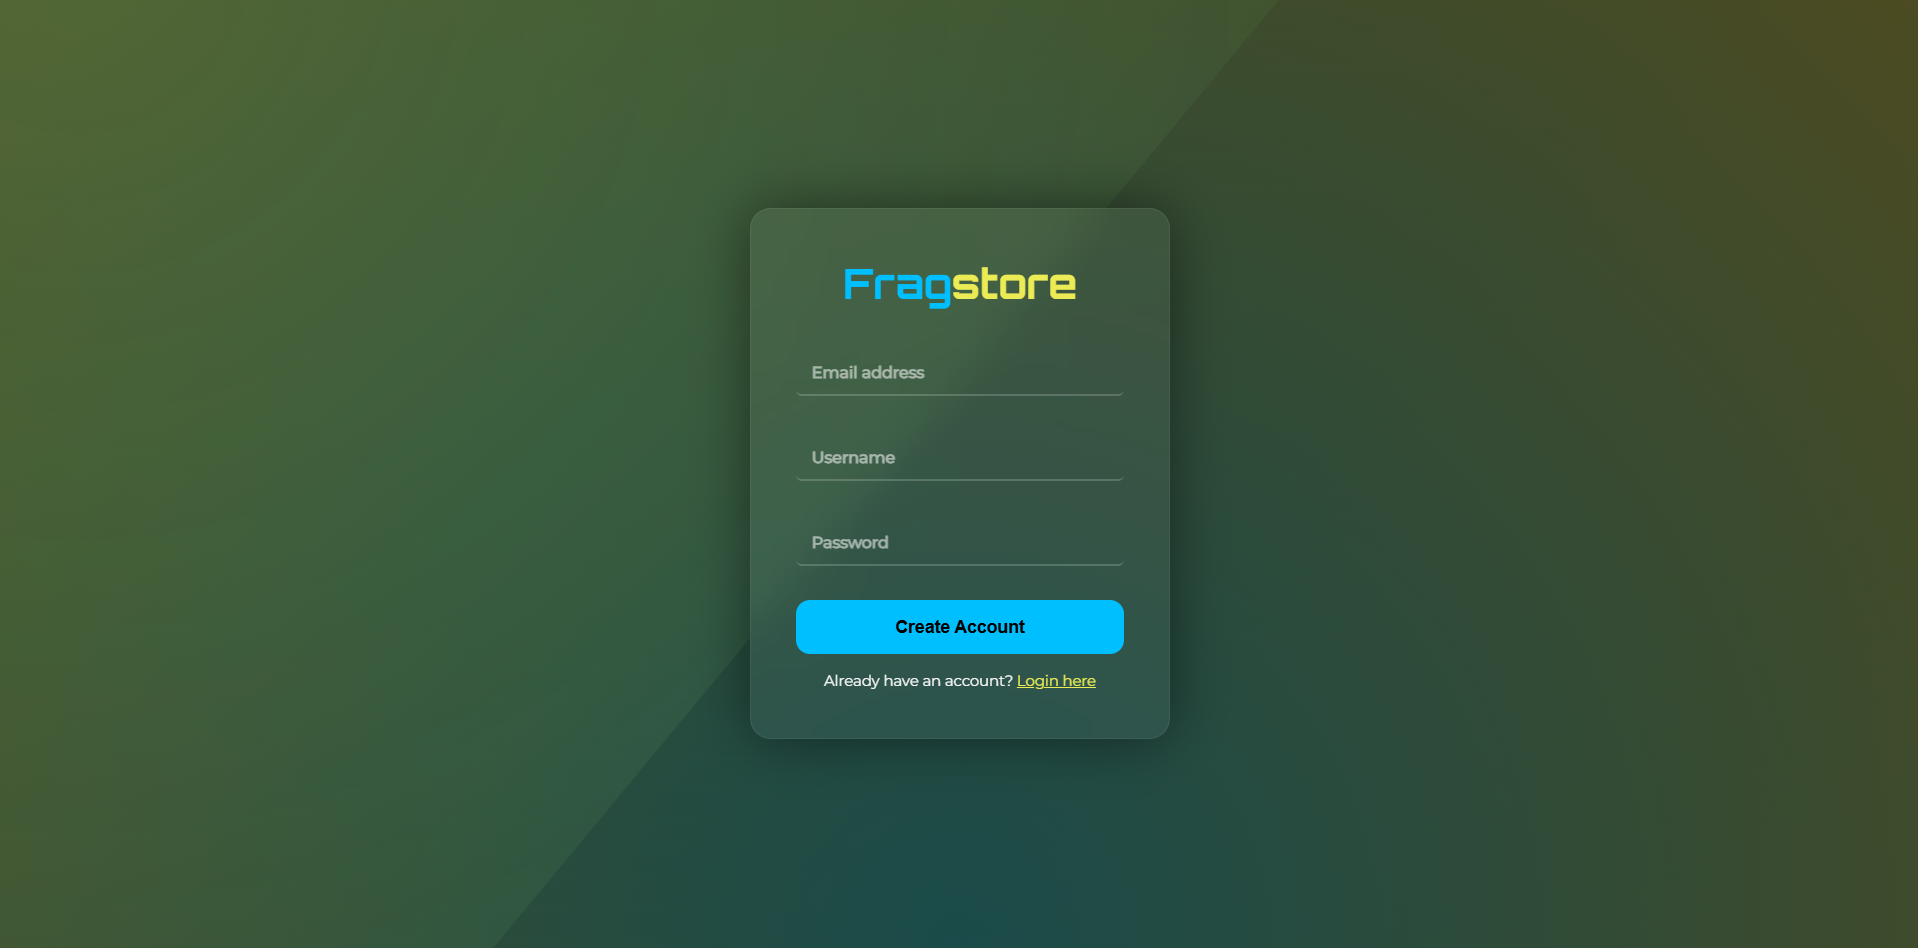 Fragstore
Email address
Username
Password
Create Account
Already have an account? Login here